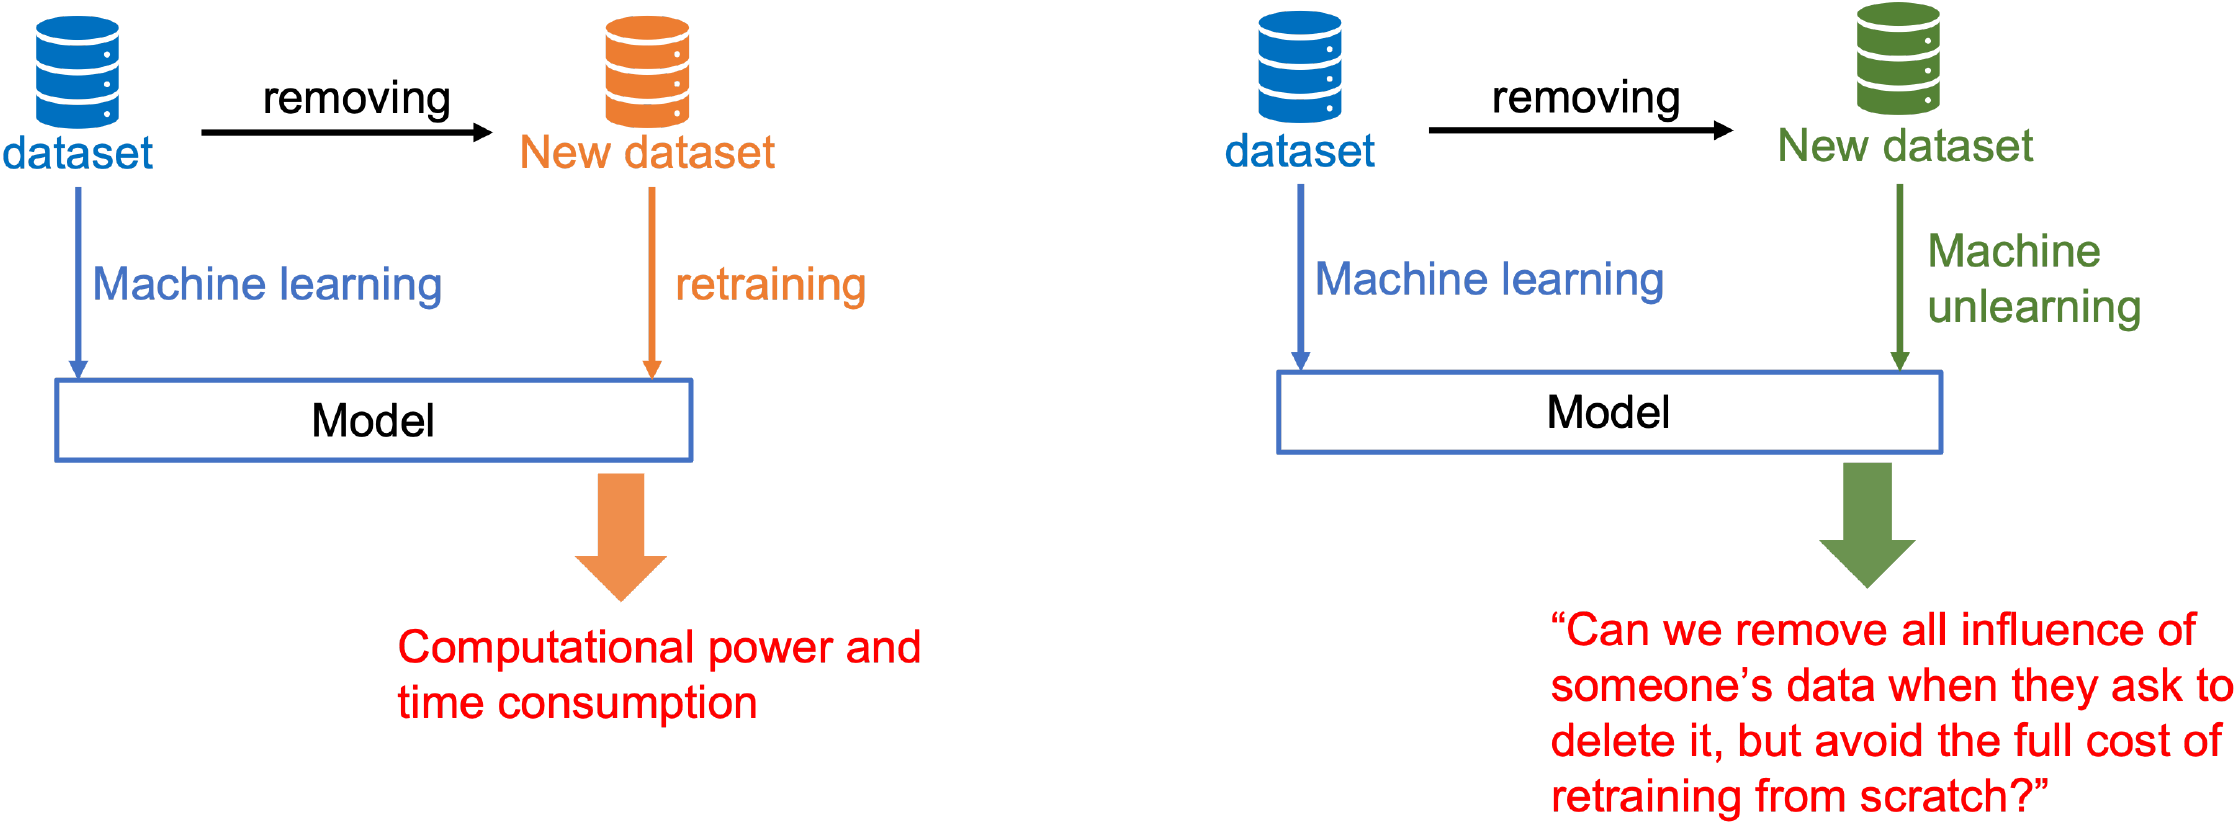 removing
dataset
New dataset
Machine learning
retraining
Model
Computational power and
time consumption
removing
dataset
New dataset
Machine learning
Machine
unlearning
Model
“Can we remove all influence of
someone’s data when they ask to
delete it, but avoid the full cost of
retraining from scratch?”